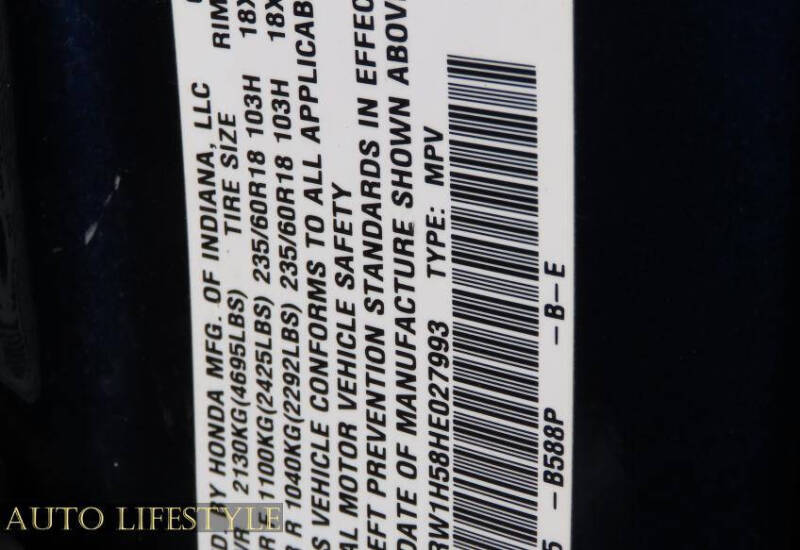 BY HONDA MFG. OF INDIANA, LLC
2130KG(4695LBS) TIRE SIZE RIM
1100KG(2425LBS) 235/60R18 103H 18X
R 1040KG(2292LBS) 235/60R18 103H 18X
S VEHICLE CONFORMS TO ALL APPLICAB
AL MOTOR VEHICLE SAFETY
EFT PREVENTION STANDARDS IN EFFEC
DATE OF MANUFACTURE SHOWN ABOV
RW1H58HE027993 TYPE: MPV
-B588P -B-E
AUTO LIFESTYLE